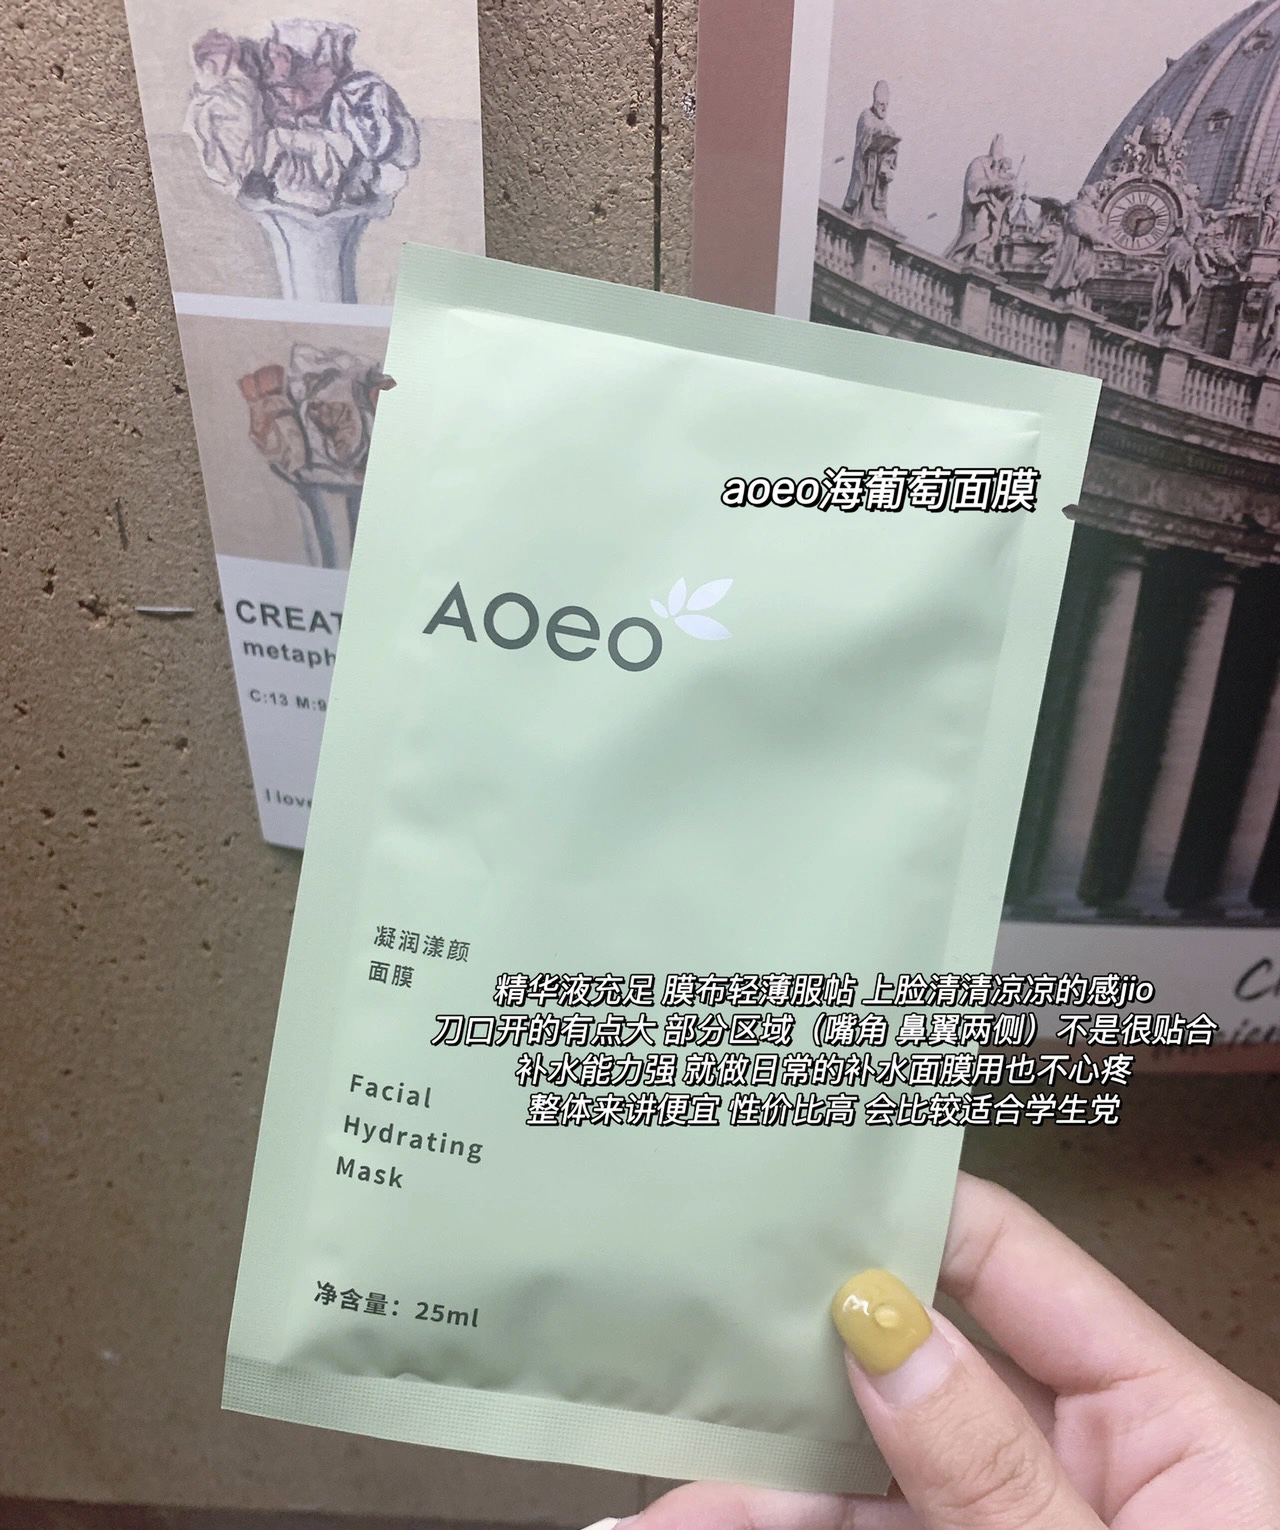 aoeo海葡萄面膜
Aoeo
CREAT
metaph
C:13 M:9
I love
凝润漾颜
面膜
精华液充足 膜布轻薄服帖 上脸清清凉凉的感jio
刀口开的有点大 部分区域（嘴角 鼻翼两侧）不是很贴合
补水能力强 就做日常的补水面膜用也不心疼
整体来讲便宜 性价比高 会比较适合学生党
Facial
Hydrating
Mask
净含量：25ml